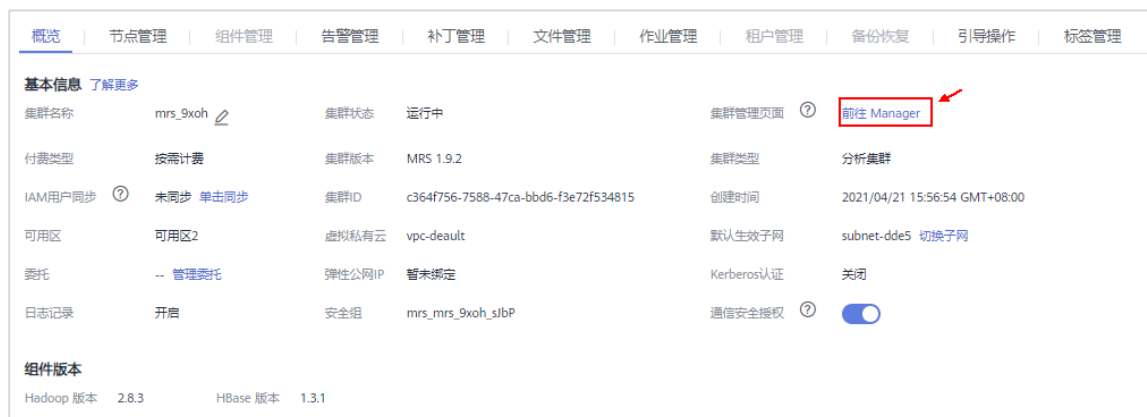 概览 节点管理 组件管理 告警管理 补丁管理 文件管理 作业管理 租户管理 备份恢复 引导操作 标签管理
基本信息 了解更多
集群名称 mrs_9xoh 集群状态 运行中 集群管理页面 ? 前往 Manager
付费类型 按需计费 集群版本 MRS 1.9.2 集群类型 分析集群
IAM用户同步 ? 未同步 单击同步 集群ID c364f756-7588-47ca-bbd6-f3e72f534815 创建时间 2021/04/21 15:56:54 GMT+08:00
可用区 可用区2 虚拟私有云 vpc-deault 默认生效子网 subnet-dde5 切换子网
委托 -- 管理委托 弹性公网IP 暂未绑定 Kerberos认证 关闭
日志记录 开启 安全组 mrs_mrs_9xoh_sJbP 通信安全授权 ?
组件版本
Hadoop 版本 2.8.3 HBase 版本 1.3.1